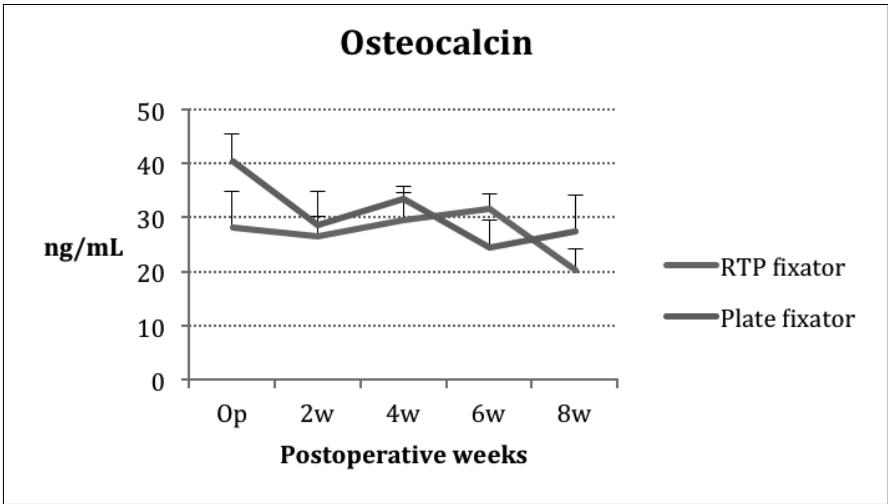 Osteocalcin
50
40
30
20
10
0
ng/mL
Op
2w
4w
6w
8w
Postoperative weeks
RTP fixator
Plate fixator